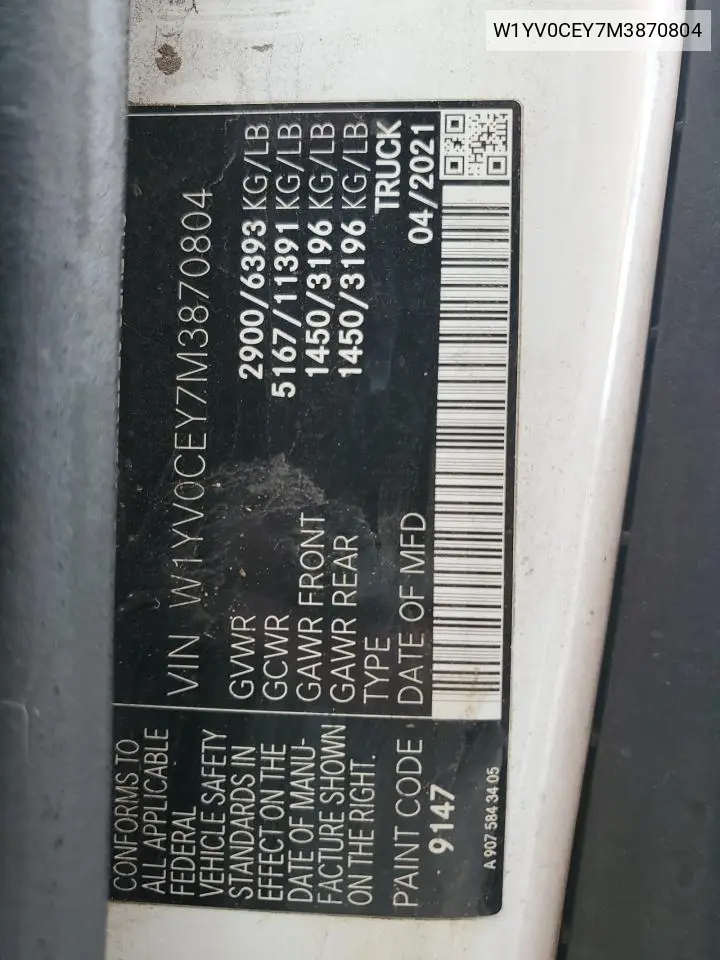 W1YV0CEY7M3870804
VIN W1YV0CEY7M3870804
GVWR 2900/6393 KG/LB
GCWR 5167/11391 KG/LB
GAWR FRONT 1450/3196 KG/LB
GAWR REAR 1450/3196 KG/LB
TYPE TRUCK
DATE OF MFD 04/2021
CONFORMS TO
ALL APPLICABLE
FEDERAL
VEHICLE SAFETY
STANDARDS IN
EFFECT ON THE
DATE OF MANU-
FACTURE SHOWN
ON THE RIGHT.
PAINT CODE
9147
A 907 584 34 05